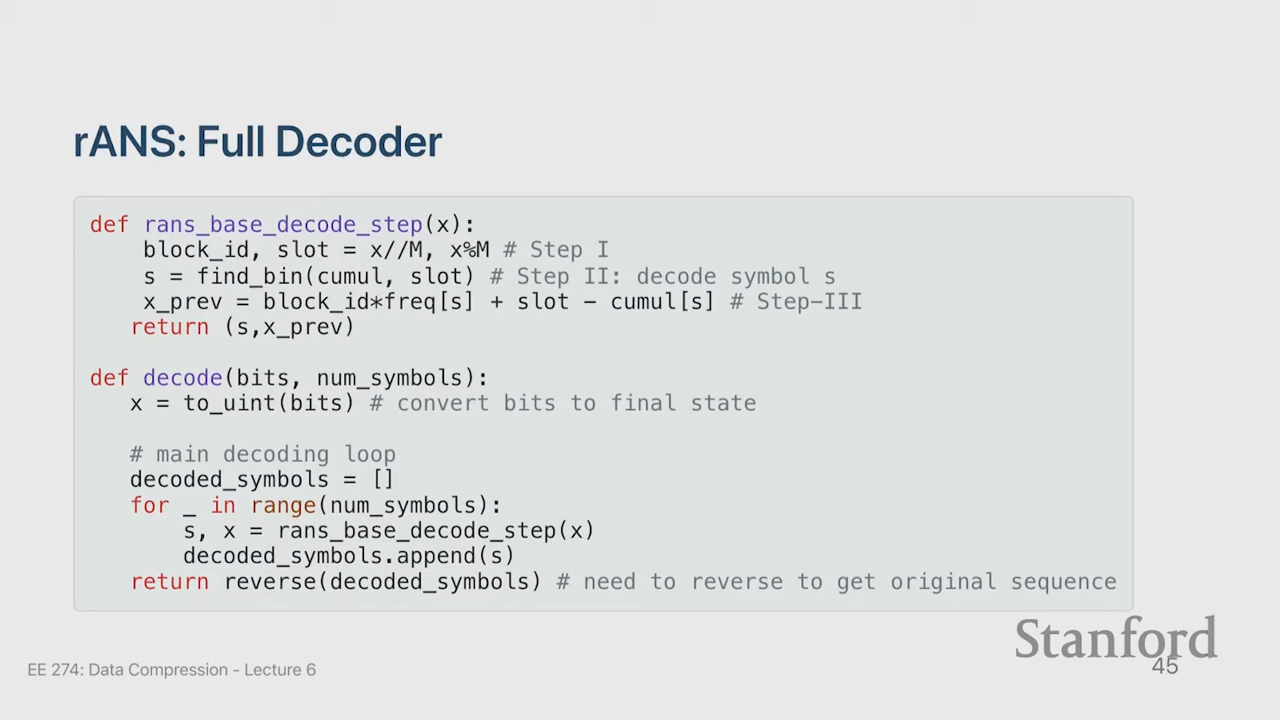 rANS: Full Decoder
def rans_base_decode_step(x):
    block_id, slot = x//M, x%M # Step I
    s = find_bin(cumul, slot) # Step II: decode symbol s
    x_prev = block_id*freq[s] + slot - cumul[s] # Step-III
   return (s,x_prev)
def decode(bits, num_symbols):
   x = to_uint(bits) # convert bits to final state
   # main decoding loop
   decoded_symbols = []
   for _ in range(num_symbols):
       s, x = rans_base_decode_step(x)
       decoded_symbols.append(s)
   return reverse(decoded_symbols) # need to reverse to get original sequence
Stanford
EE 274: Data Compression - Lecture 6
45